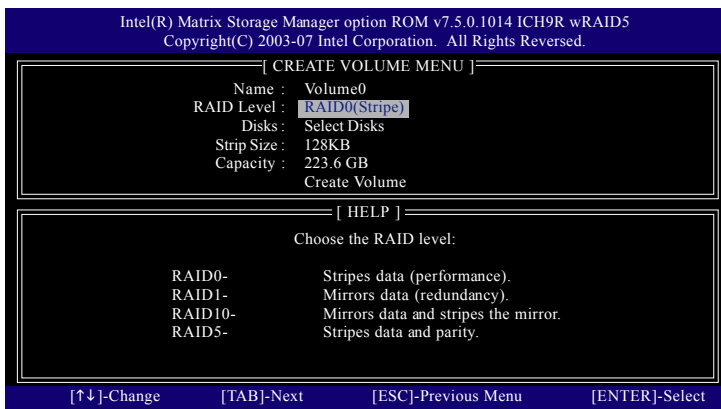 Intel(R) Matrix Storage Manager option ROM v7.5.0.1014 ICH9R wRAID5
Copyright(C) 2003-07 Intel Corporation. All Rights Reversed.
[ CREATE VOLUME MENU ]
Name : Volume0
RAID Level : RAID0(Stripe)
Disks : Select Disks
Strip Size : 128KB
Capacity : 223.6 GB
Create Volume
[ HELP ]
Choose the RAID level:
RAID0- Stripes data (performance).
RAID1- Mirrors data (redundancy).
RAID10- Mirrors data and stripes the mirror.
RAID5- Stripes data and parity.
[↑↓]-Change [TAB]-Next [ESC]-Previous Menu [ENTER]-Select